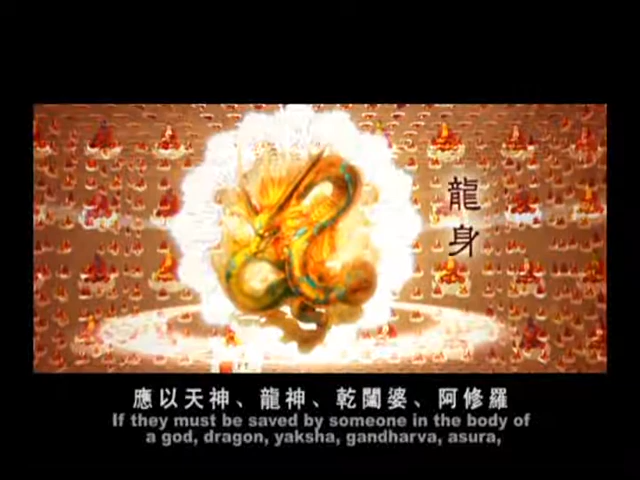 龍身
應以天神、龍神、乾闥婆、阿修羅
If they must be saved by someone in the body of
a god, dragon, yaksha, gandharva, asura,